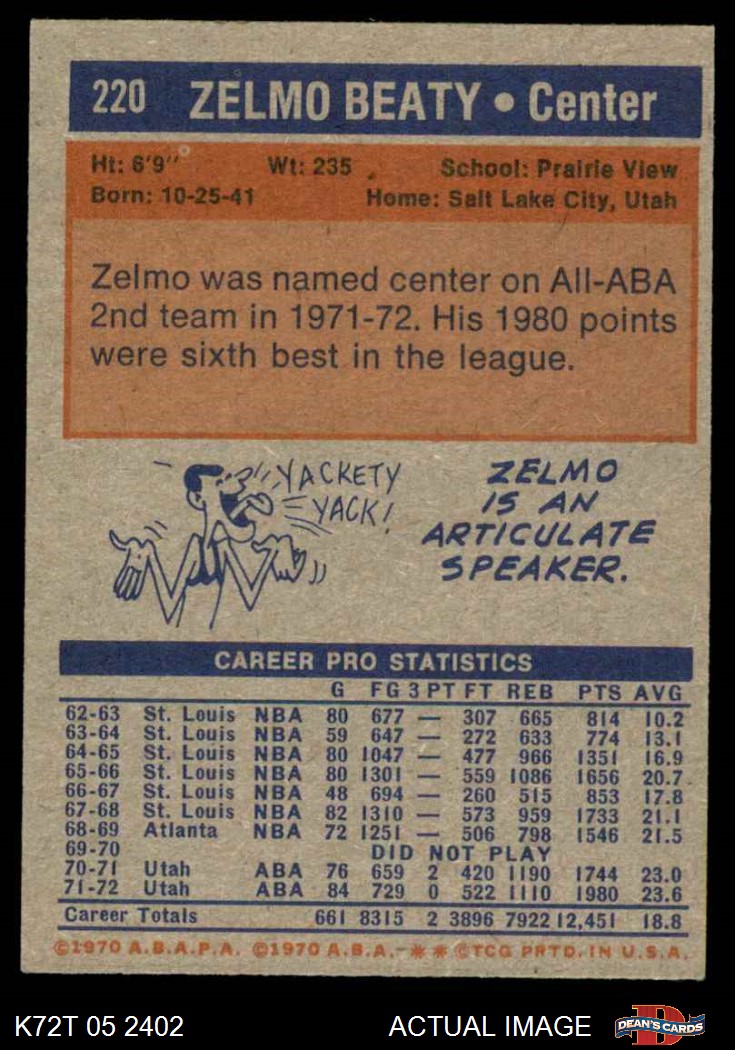 220 ZELMO BEATY • Center
Ht: 6'9" Wt: 235 School: Prairie View
Born: 10-25-41 Home: Salt Lake City, Utah
Zelmo was named center on All-ABA
2nd team in 1971-72. His 1980 points
were sixth best in the league.
YACKETY
YACK!
ZELMO
IS AN
ARTICULATE
SPEAKER.
CAREER PRO STATISTICS
G FG 3 PT FT REB PTS AVG
62-63 St. Louis NBA 80 677 — 307 665 814 10.2
63-64 St. Louis NBA 59 647 — 272 633 774 13.1
64-65 St. Louis NBA 80 1047 — 477 966 1351 16.9
65-66 St. Louis NBA 80 1301 — 559 1086 1656 20.7
66-67 St. Louis NBA 48 694 — 260 515 853 17.8
67-68 St. Louis NBA 82 1310 — 573 959 1733 21.1
68-69 Atlanta NBA 72 1251 — 506 798 1546 21.5
69-70 DID NOT PLAY
70-71 Utah ABA 76 659 2 420 1190 1744 23.0
71-72 Utah ABA 84 729 0 522 1110 1980 23.6
Career Totals 661 8315 2 3896 7922 12,451 18.8
©1970 A.B.A.P.A. ©1970 A.B.A.—✻✻©TCG PRTD. IN U.S.A.
K72T 05 2402 ACTUAL IMAGE DEAN'S CARDS